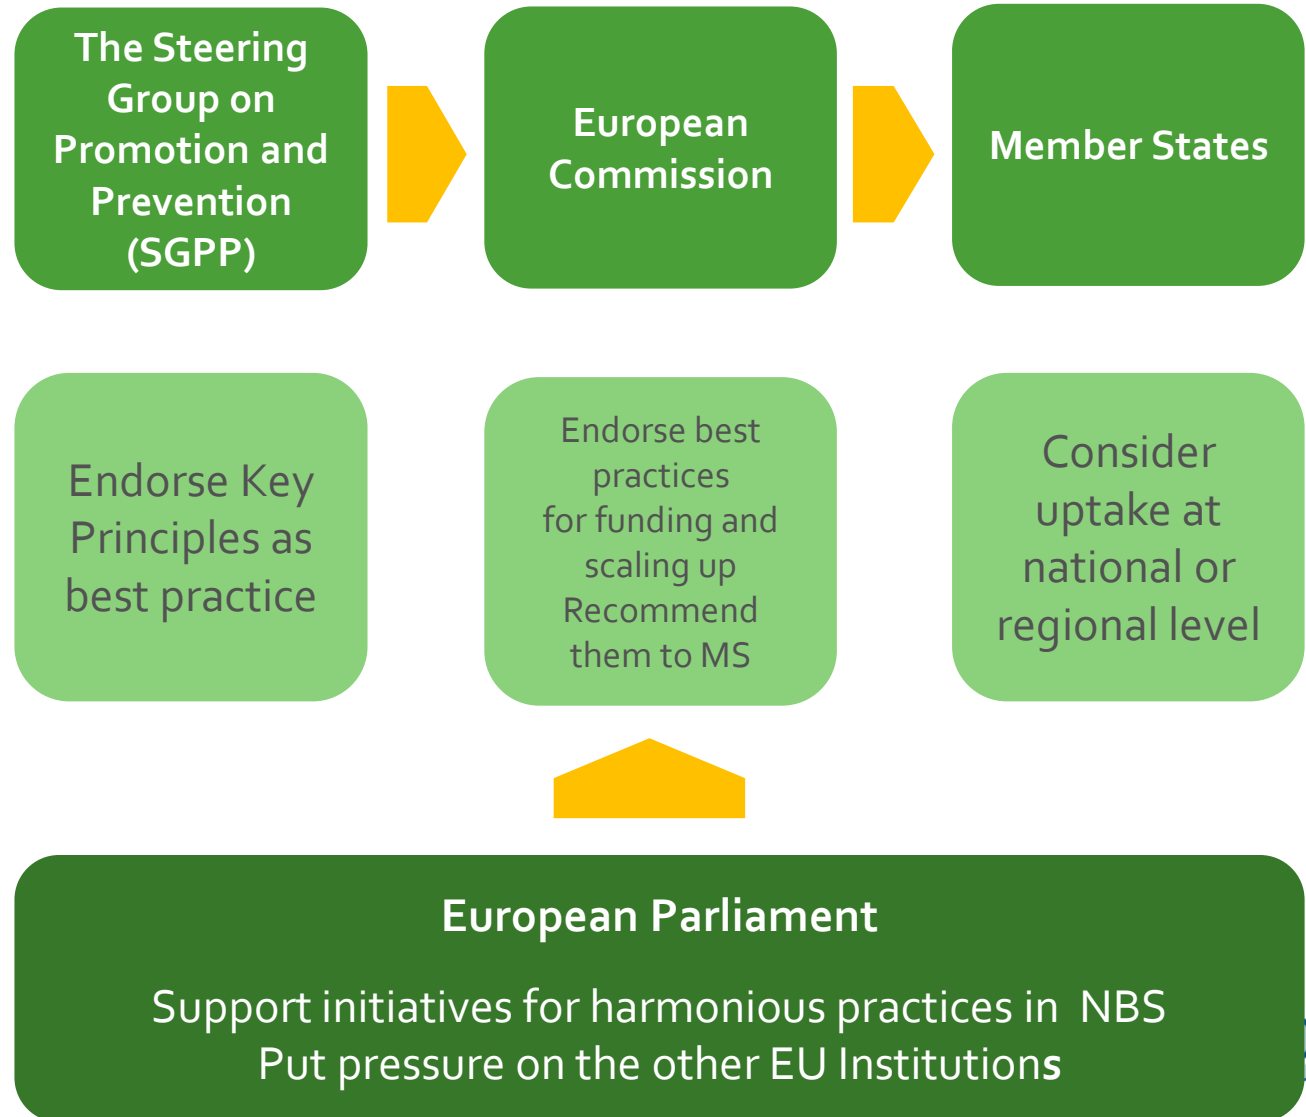 The Steering
Group on
Promotion and
Prevention
(SGPP)
European
Commission
Member States
Endorse Key
Principles as
best practice
Endorse best
practices
for funding and
scaling up
Recommend
them to MS
Consider
uptake at
national or
regional level
European Parliament
Support initiatives for harmonious practices in NBS
Put pressure on the other EU Institutions